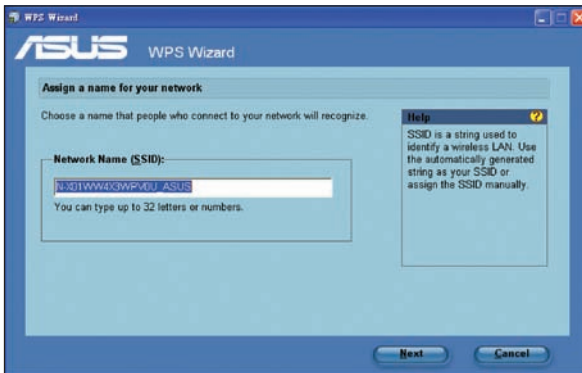 WPS Wizard
ASUS WPS Wizard
Assign a name for your network
Choose a name that people who connect to your network will recognize.
Network Name (SSID):
N-X01WW4X3WPV0U_ASUS
You can type up to 32 letters or numbers.
Help
SSID is a string used to
identify a wireless LAN. Use
the automatically generated
string as your SSID or
assign the SSID manually.
Next
Cancel